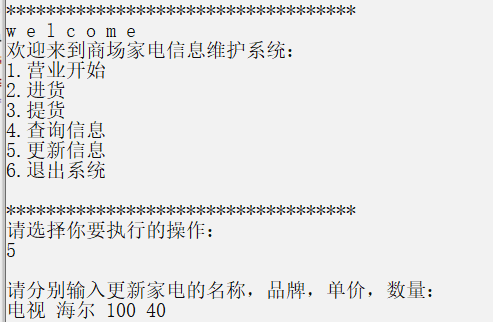 ***********************************
w e l c o m e
欢迎来到商场家电信息维护系统:
1.营业开始
2.进货
3.提货
4.查询信息
5.更新信息
6.退出系统
***********************************
请选择你要执行的操作:
5
请分别输入更新家电的名称，品牌，单价，数量:
电视 海尔 100 40